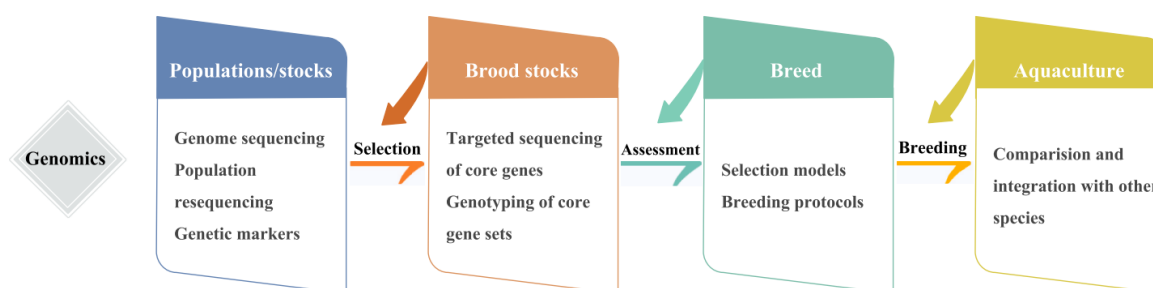 Genomics
Populations/stocks
Genome sequencing
Population
resequencing
Genetic markers
Selection
Brood stocks
Targeted sequencing
of core genes
Genotyping of core
gene sets
Assessment
Breed
Selection models
Breeding protocols
Breeding
Aquaculture
Comparision and
integration with other
species